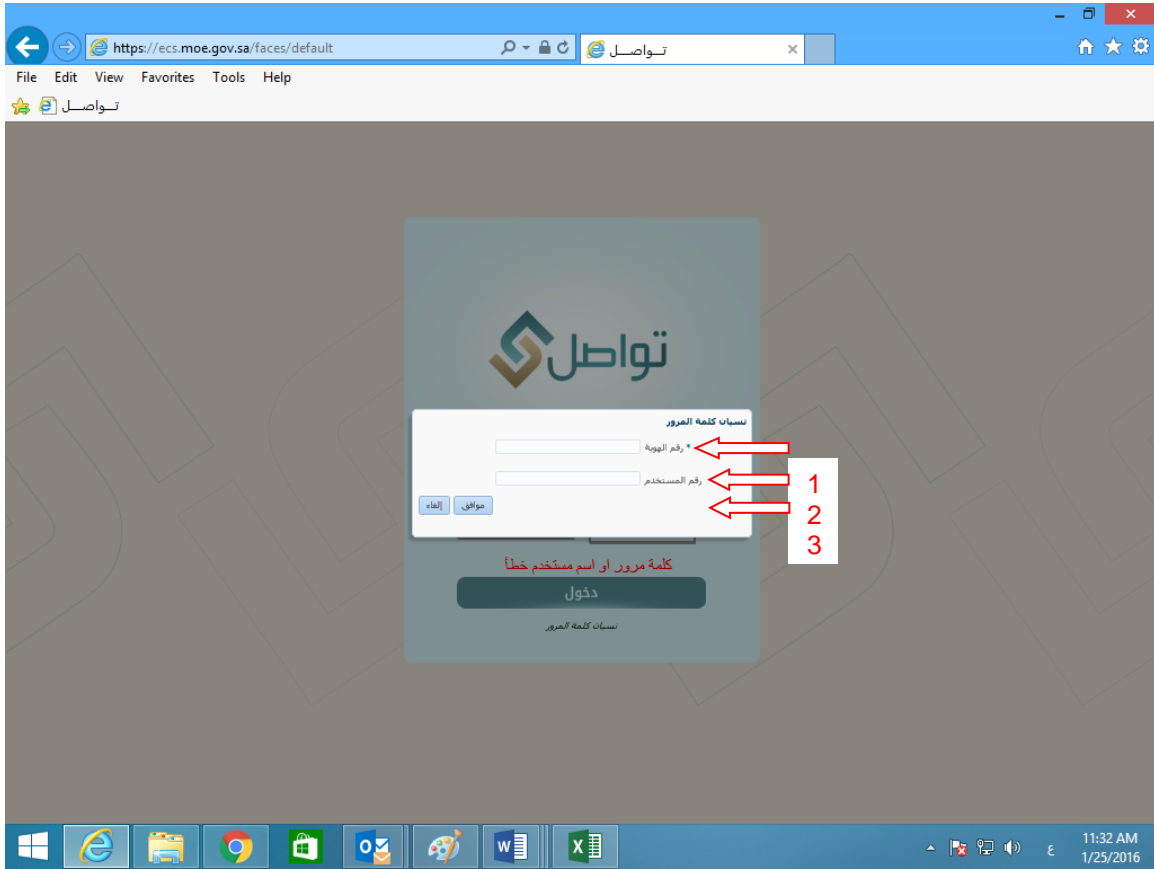 https://ecs.moe.gov.sa/faces/default
تــواصــل
File Edit View Favorites Tools Help
تــواصــل
تواصل
نسيان كلمة المرور
* رقم الهوية
رقم المستخدم
موافق
إلغاء
1
2
3
كلمة مرور او اسم مستخدم خطأ
دخول
نسيان كلمة المرور
ع
11:32 AM
1/25/2016